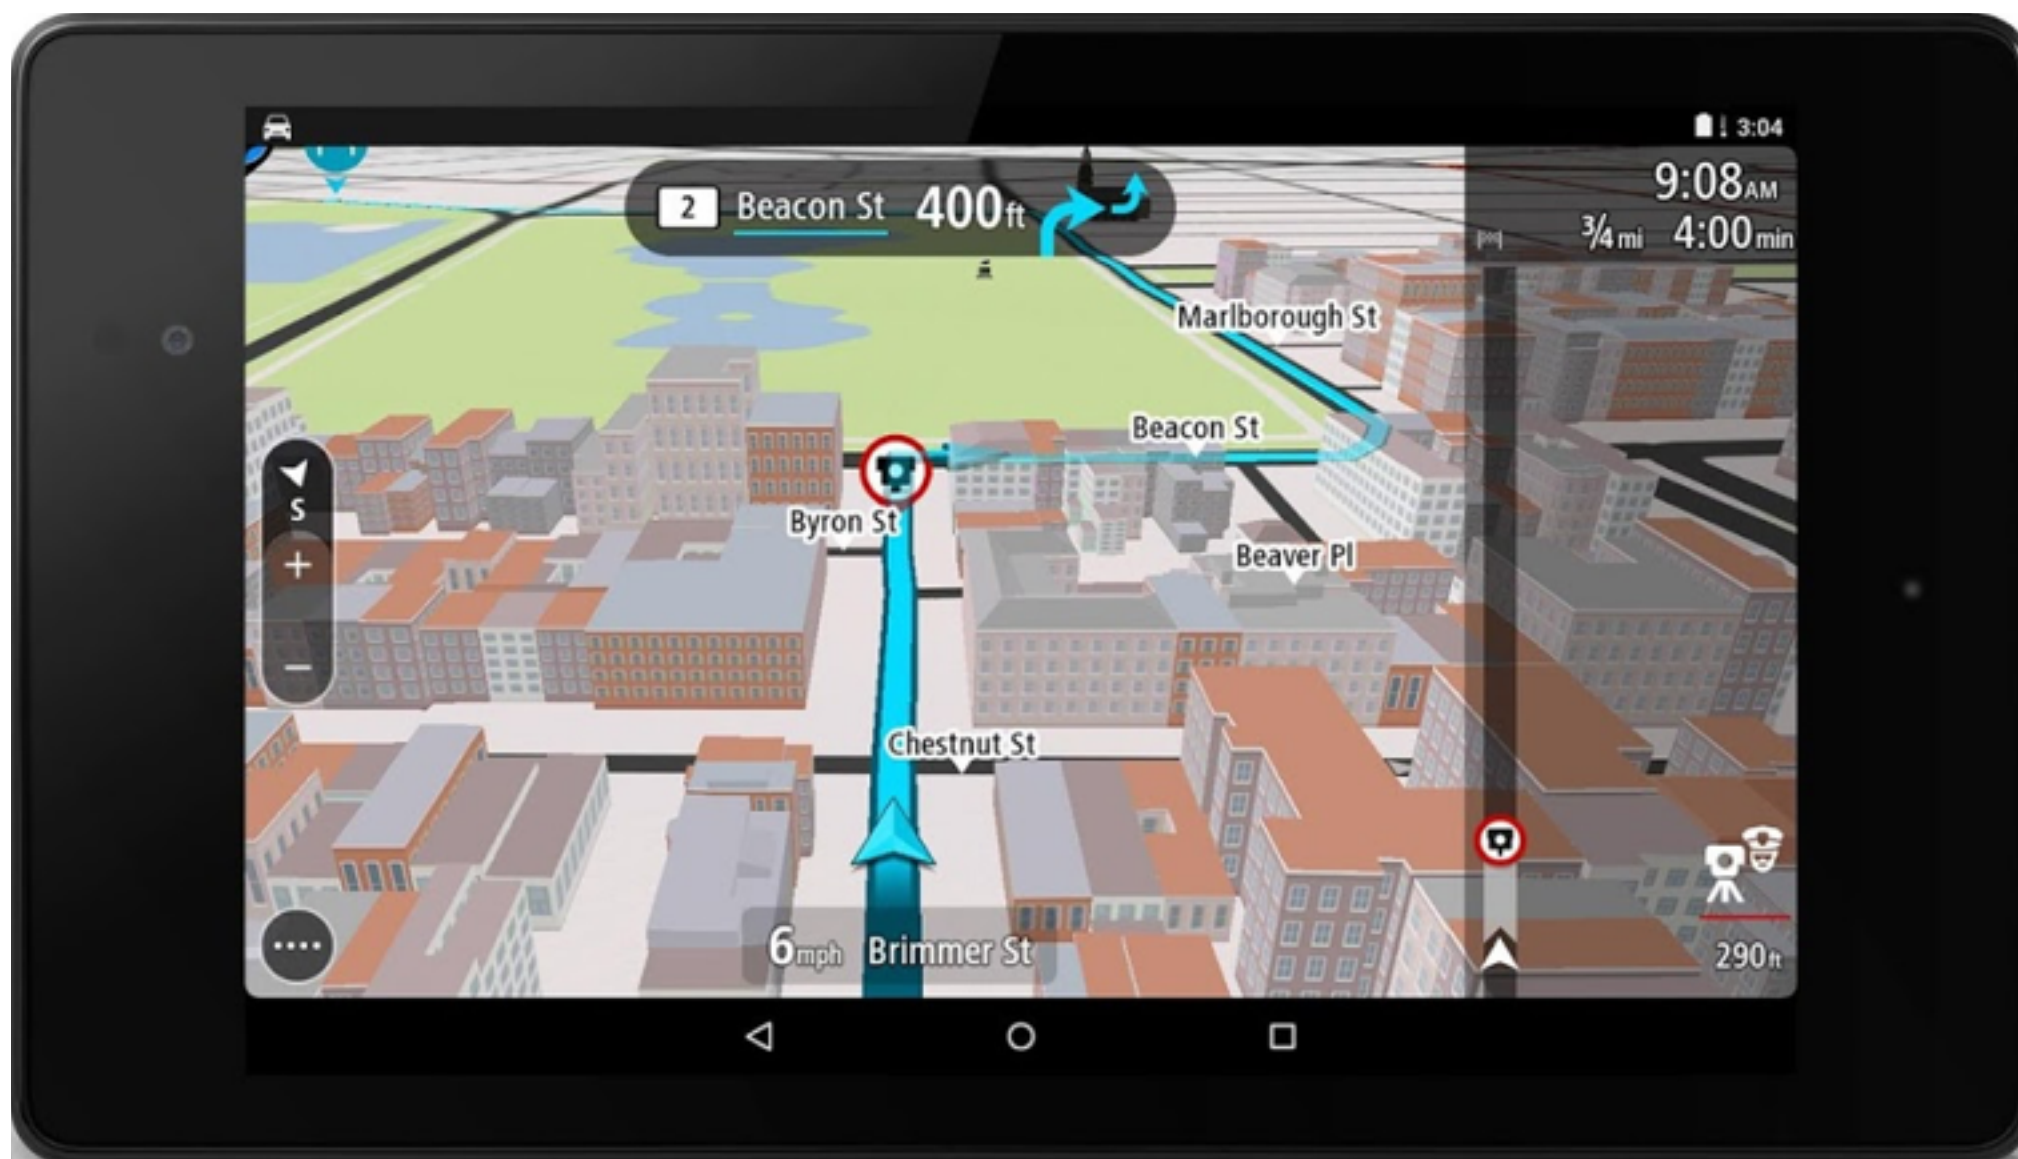 3:04
9:08AM
3/4mi 4:00min
2 Beacon St 400ft
Marlborough St
Beacon St
S
Byron St
+
Beaver Pl
−
Chestnut St
6mph Brimmer St
290ft